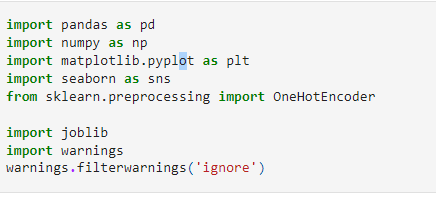 import pandas as pd
import numpy as np
import matplotlib.pyplot as plt
import seaborn as sns
from sklearn.preprocessing import OneHotEncoder
import joblib
import warnings
warnings.filterwarnings('ignore')